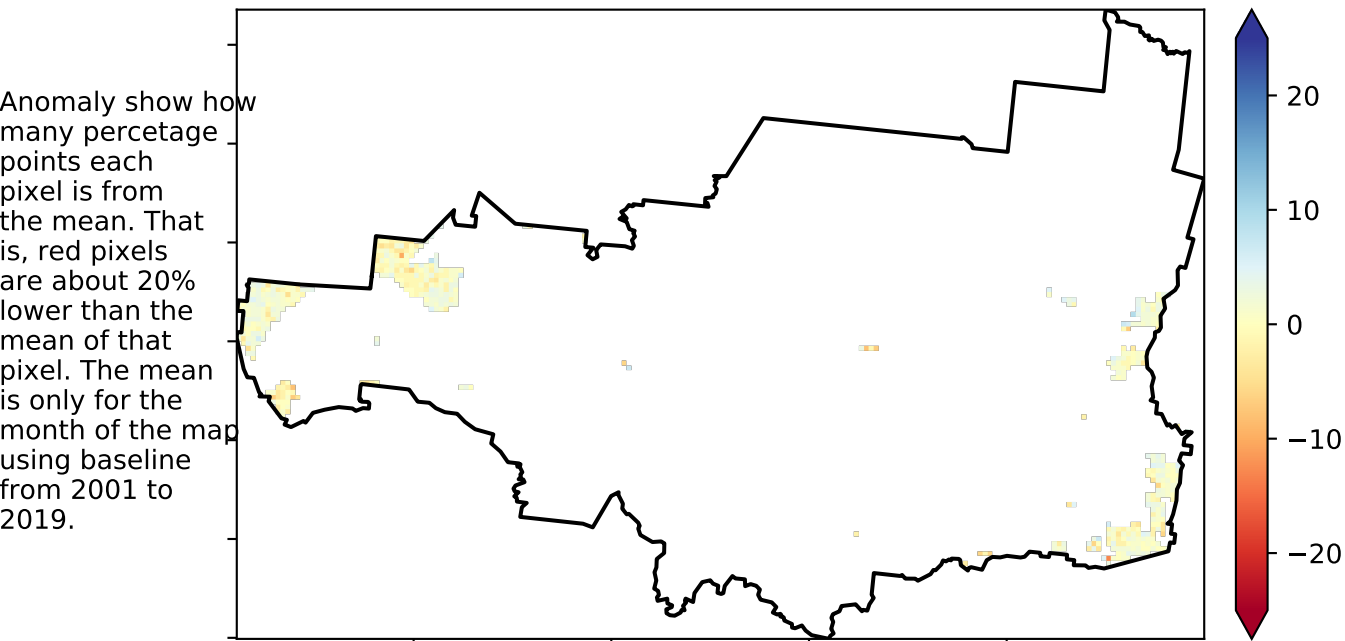 Anomaly show how
many percetage
points each
pixel is from
the mean. That
is, red pixels
are about 20%
lower than the
mean of that
pixel. The mean
is only for the
month of the map
using baseline
from 2001 to
2019.
20
10
0
−10
−20